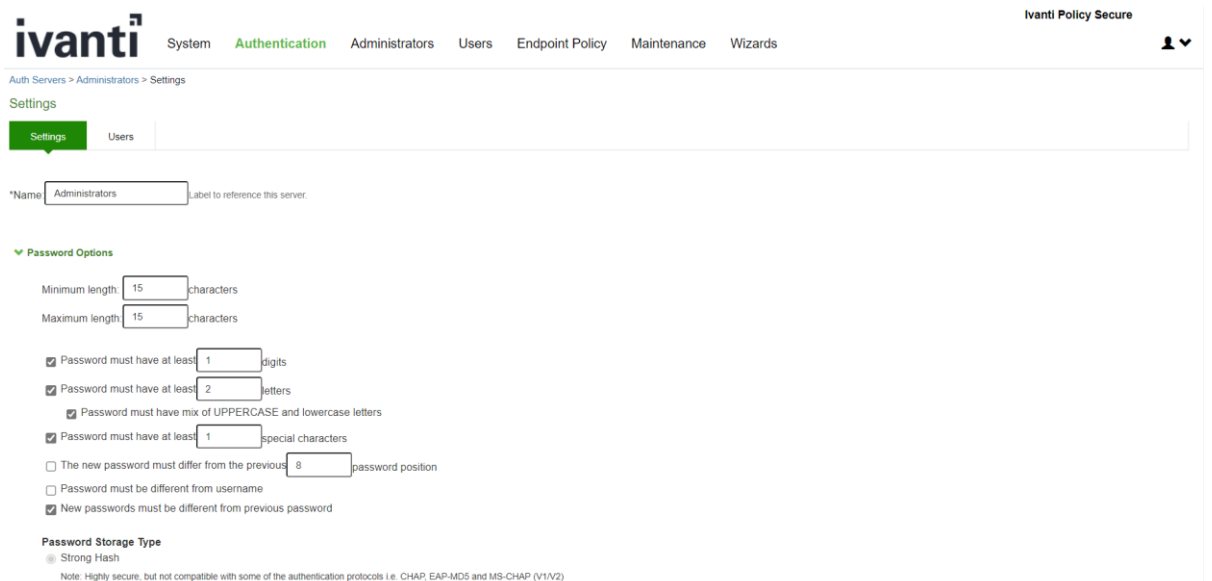 Ivanti Policy Secure
ivanti
System Authentication Administrators Users Endpoint Policy Maintenance Wizards
Auth Servers > Administrators > Settings
Settings
Settings Users
*Name: Administrators Label to reference this server.
Password Options
Minimum length: 15 characters
Maximum length: 15 characters
Password must have at least 1 digits
Password must have at least 2 letters
Password must have mix of UPPERCASE and lowercase letters
Password must have at least 1 special characters
The new password must differ from the previous 8 password position
Password must be different from username
New passwords must be different from previous password
Password Storage Type
Strong Hash
Note: Highly secure, but not compatible with some of the authentication protocols i.e. CHAP, EAP-MD5 and MS-CHAP (V1/V2)